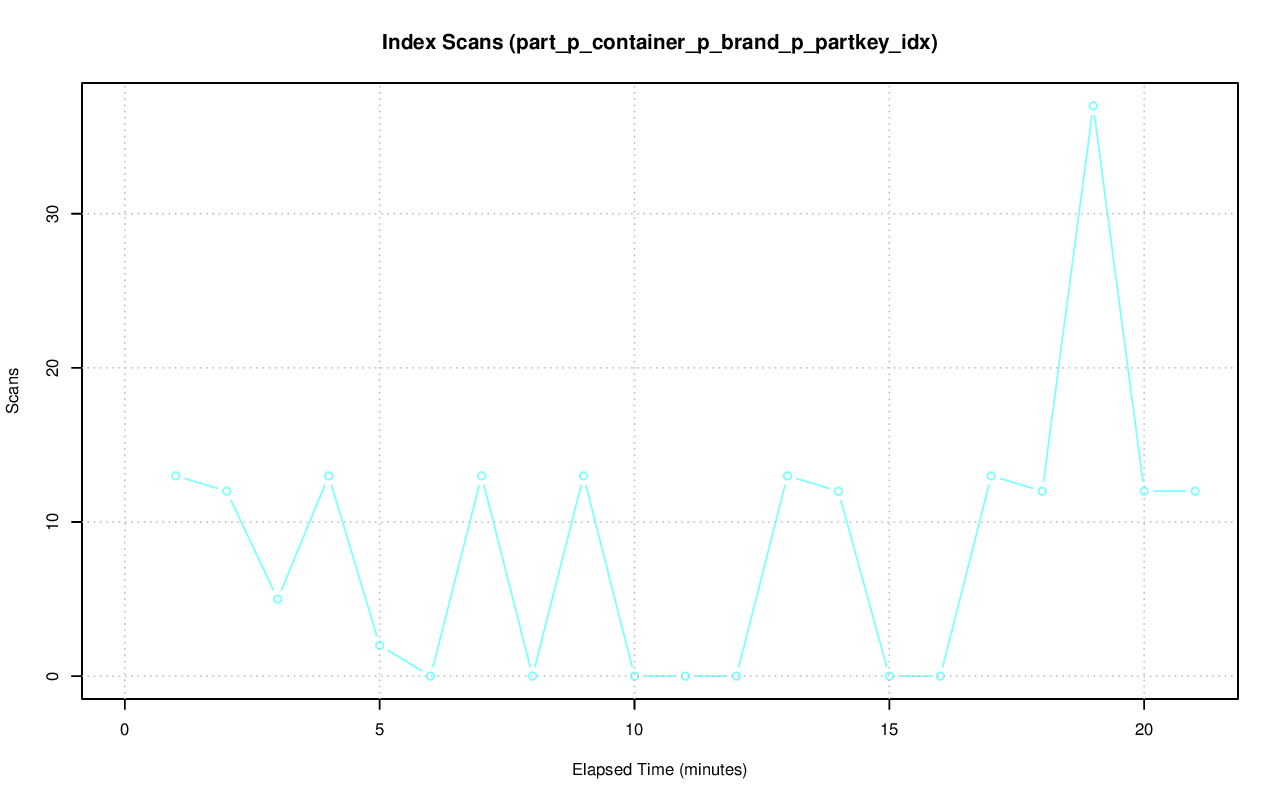 Index Scans (part_p_container_p_brand_p_partkey_idx)
Scans
30
20
10
0
0 5 10 15 20
Elapsed Time (minutes)